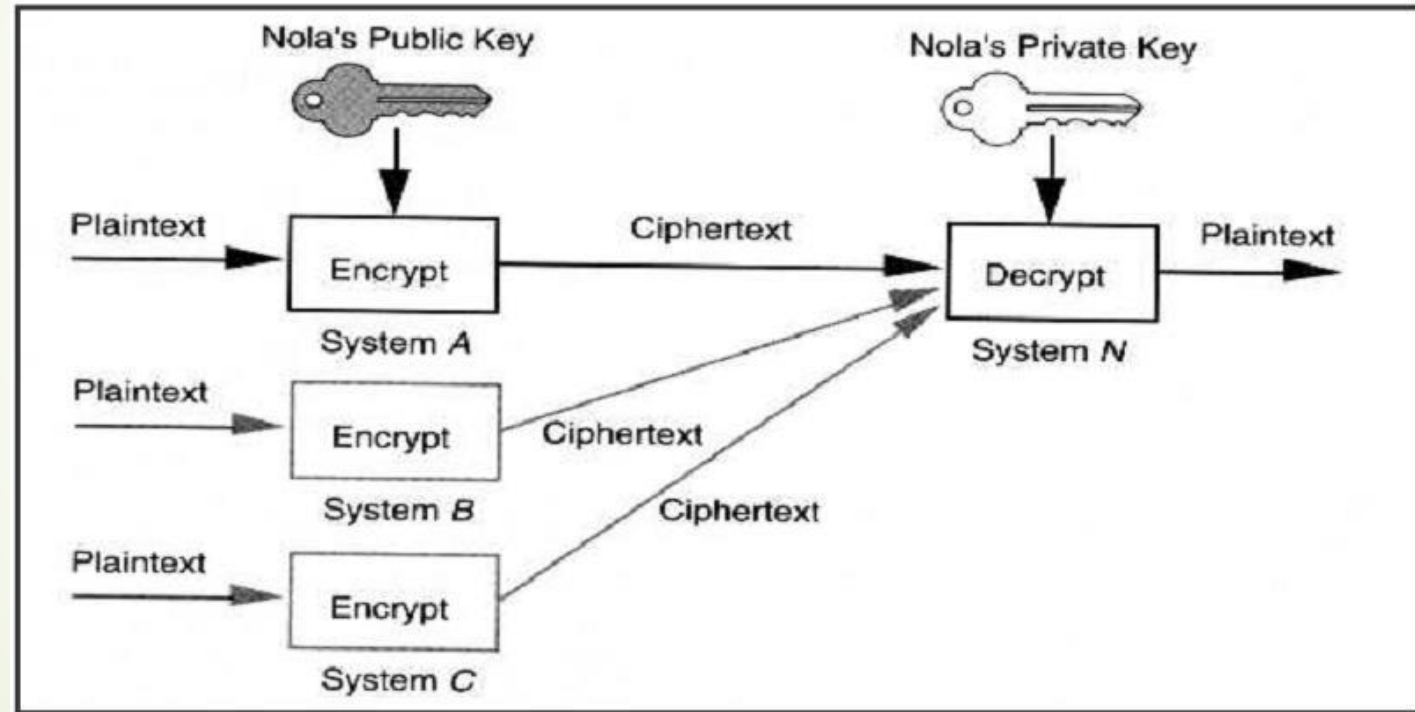 Nola's Public Key
Nola's Private Key
Plaintext
Encrypt
Ciphertext
Decrypt
Plaintext
System A
System N
Plaintext
Encrypt
Ciphertext
System B
Ciphertext
Plaintext
Encrypt
System C